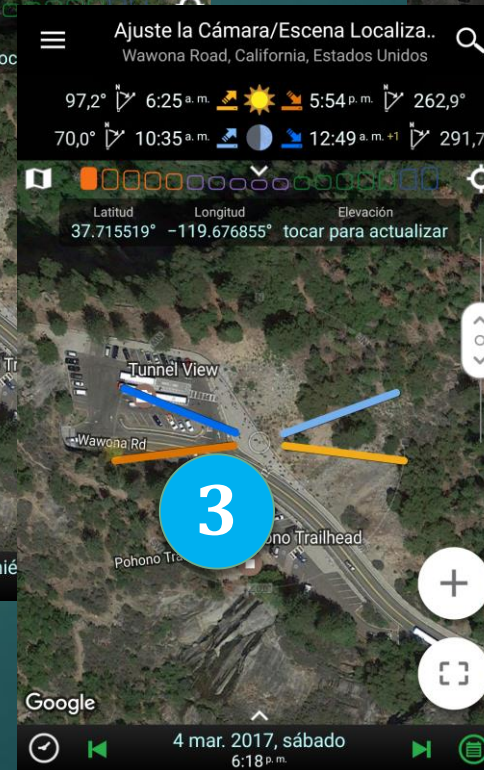 Ajuste la Cámara/Escena Localiza..
Wawona Road, California, Estados Unidos
97,2° N 6:25 a. m. 5:54 p. m. N 262,9°
70,0° N 10:35 a. m. 12:49 a. m. +1 N 291,7
Latitud Longitud Elevación
37.715519° −119.676855° tocar para actualizar
Tunnel View
Wawona Rd
3
ono Trailhead
Pohono Tra
Google
4 mar. 2017, sábado
6:18 p. m.